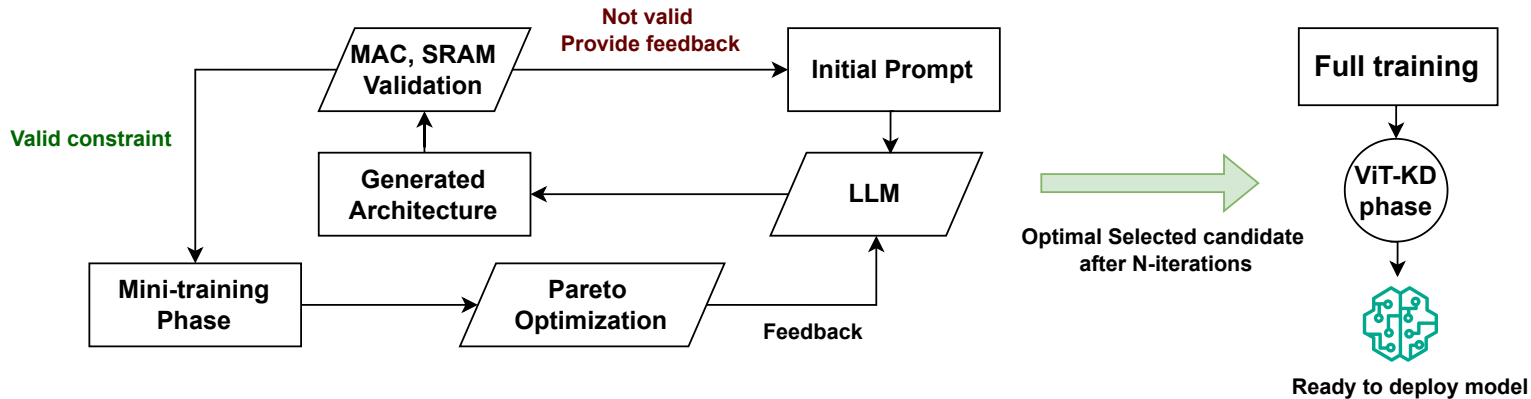 Not valid
Provide feedback
MAC, SRAM
Validation
Initial Prompt
Full training
Valid constraint
Generated
Architecture
LLM
ViT-KD
phase
Optimal Selected candidate
after N-iterations
Mini-training
Phase
Pareto
Optimization
Feedback
Ready to deploy model